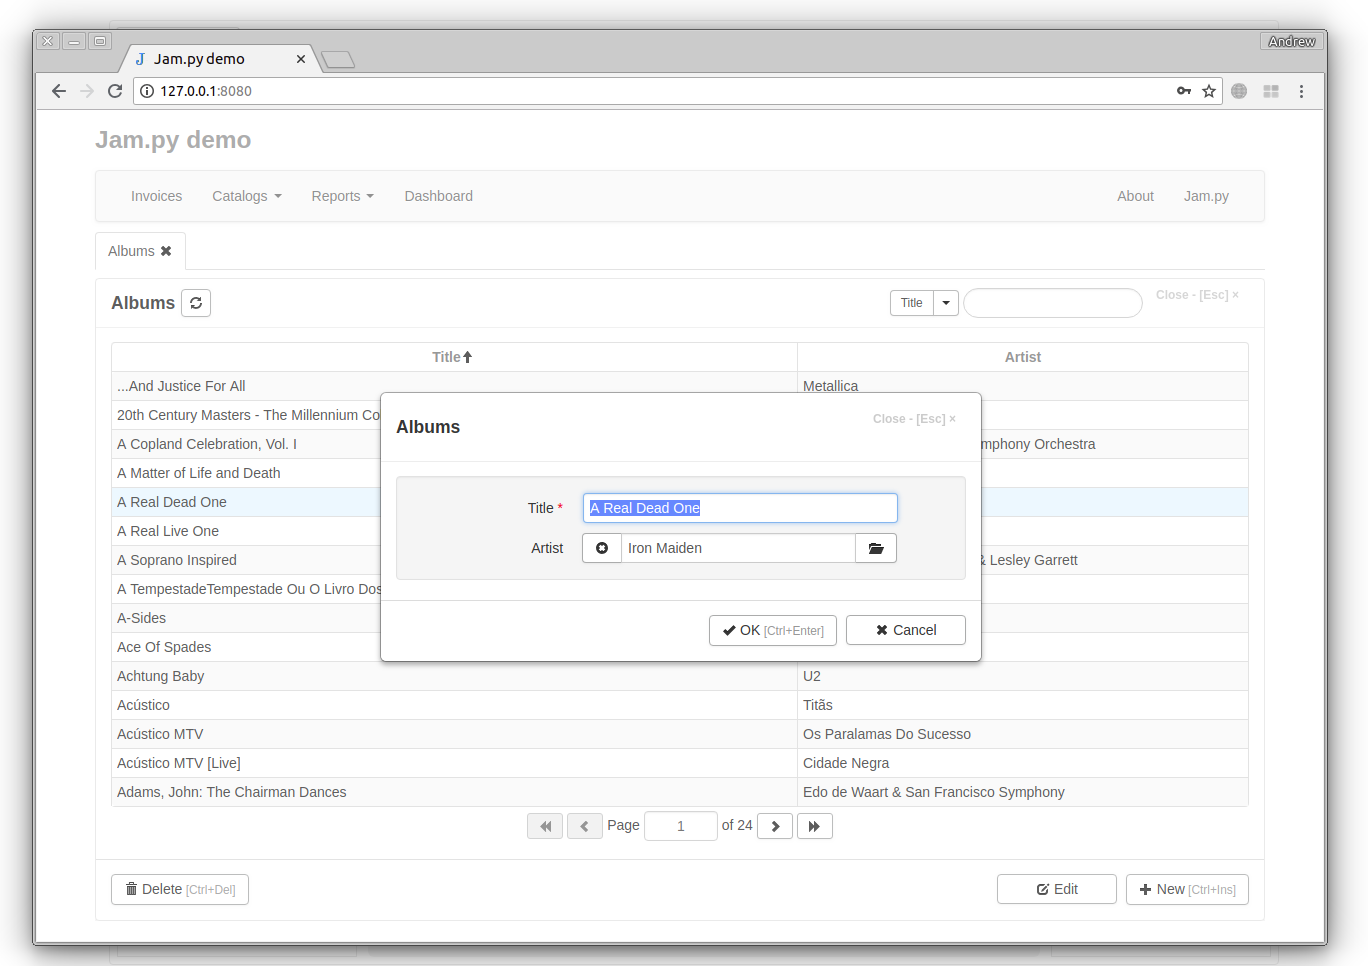 Andrew
Jam.py demo
127.0.0.1:8080
Jam.py demo
Invoices Catalogs Reports Dashboard About Jam.py
Albums
Albums Title Close - [Esc] ×
Title Artist
...And Justice For All Metallica
20th Century Masters - The Millennium Co
A Copland Celebration, Vol. I mphony Orchestra
A Matter of Life and Death
A Real Dead One
A Real Live One
A Soprano Inspired & Lesley Garrett
A TempestadeTempestade Ou O Livro Dos
A-Sides
Ace Of Spades
Achtung Baby U2
Acústico Titãs
Acústico MTV Os Paralamas Do Sucesso
Acústico MTV [Live] Cidade Negra
Adams, John: The Chairman Dances Edo de Waart & San Francisco Symphony
Page 1 of 24
Delete [Ctrl+Del] Edit New [Ctrl+Ins]
Albums Close - [Esc] ×
Title * A Real Dead One
Artist Iron Maiden
OK [Ctrl+Enter] Cancel